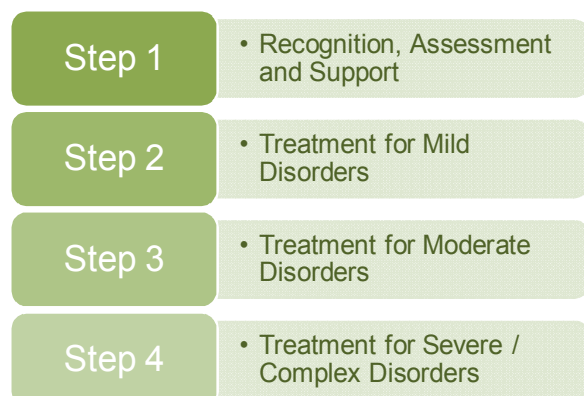 Step 1
• Recognition, Assessment
and Support
Step 2
• Treatment for Mild
Disorders
Step 3
• Treatment for Moderate
Disorders
Step 4
• Treatment for Severe /
Complex Disorders